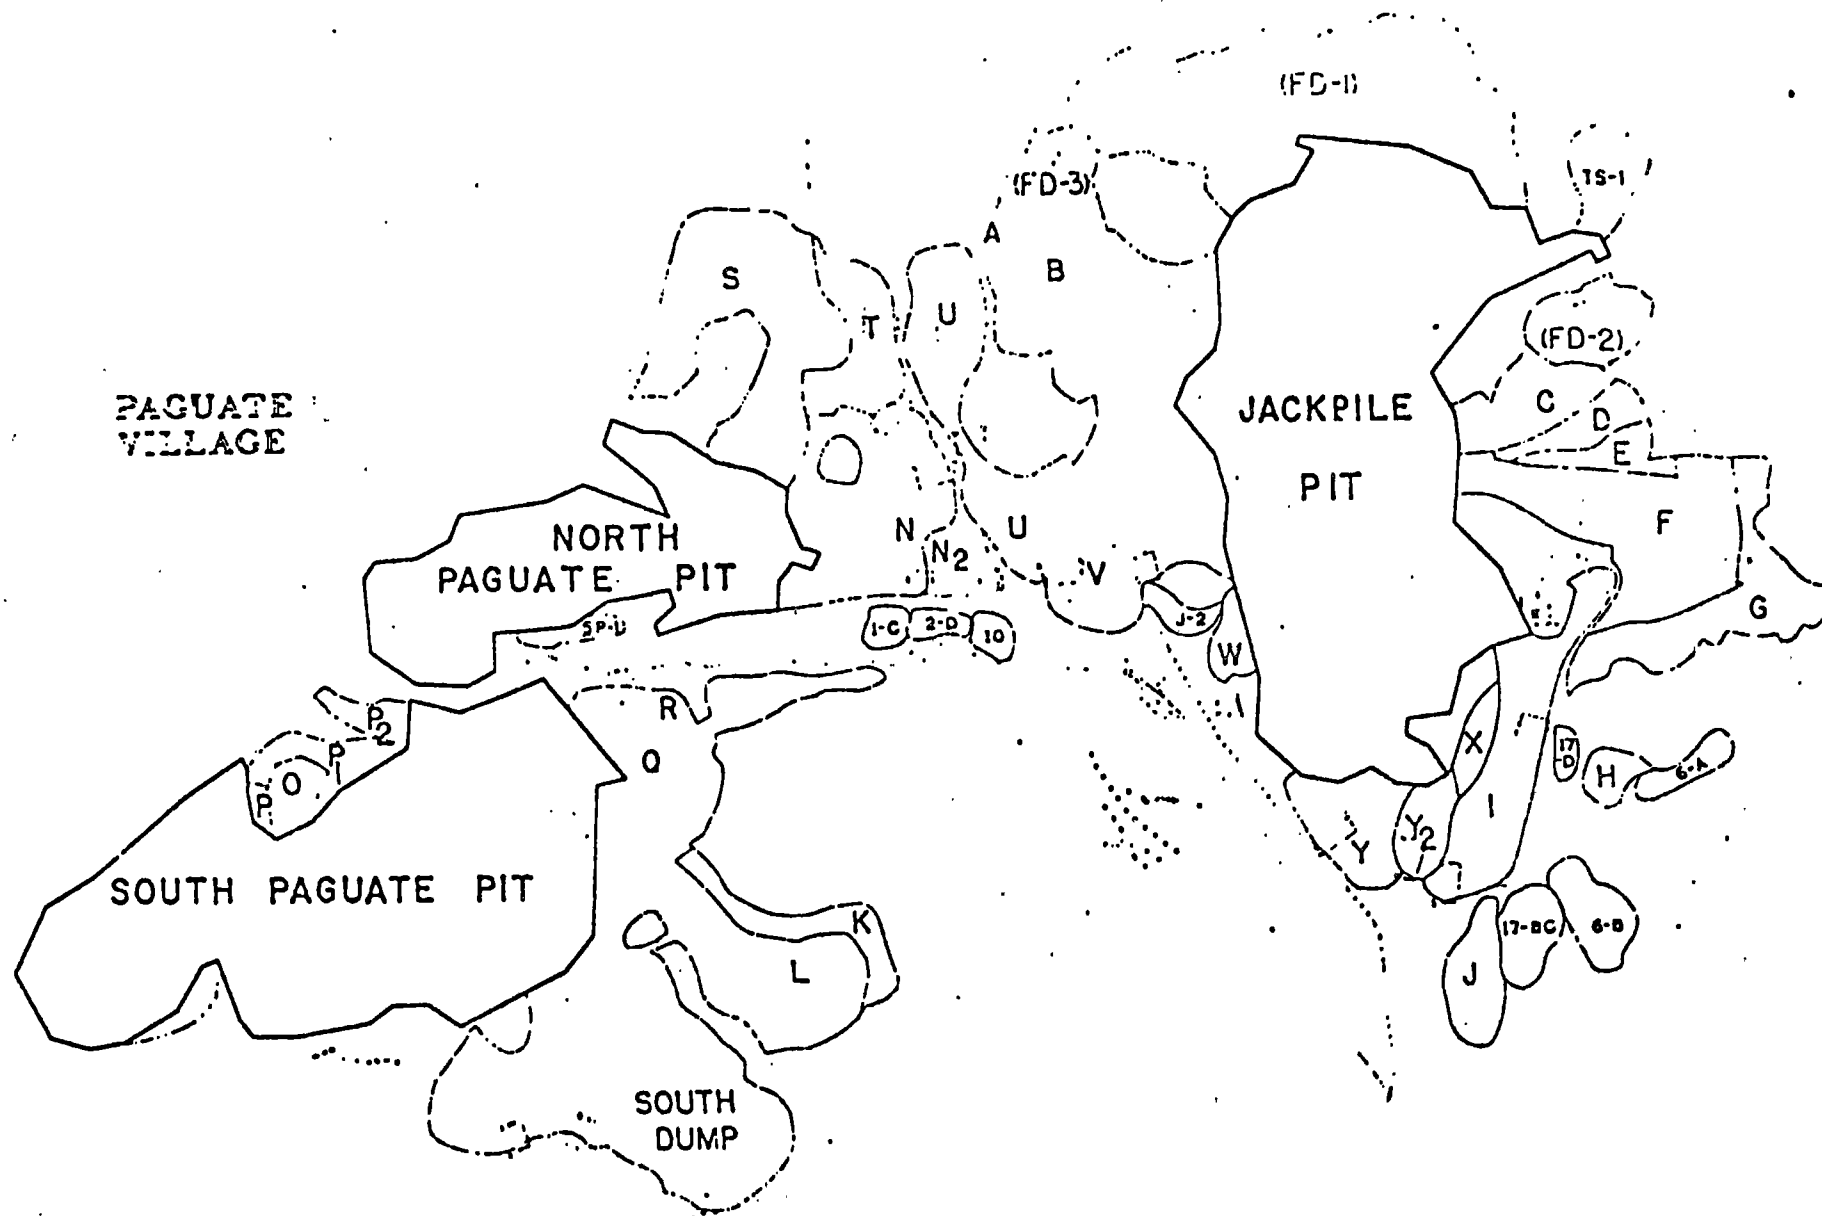 (FD-1)
(FD-3)
TS-1
A
B
S
T
U
(FD-2)
PAGUATE
VILLAGE
JACKPILE
PIT
C
D
E
F
NORTH
PAGUATE PIT
N
N2
U
V
G
SP-1
1-C
2-D
10
J-2
W
R
P2
P1
O
P
Q
X
17
-D
H
6-A
I
Y
Y2
SOUTH PAGUATE PIT
K
L
J
17-BC
6-B
SOUTH
DUMP